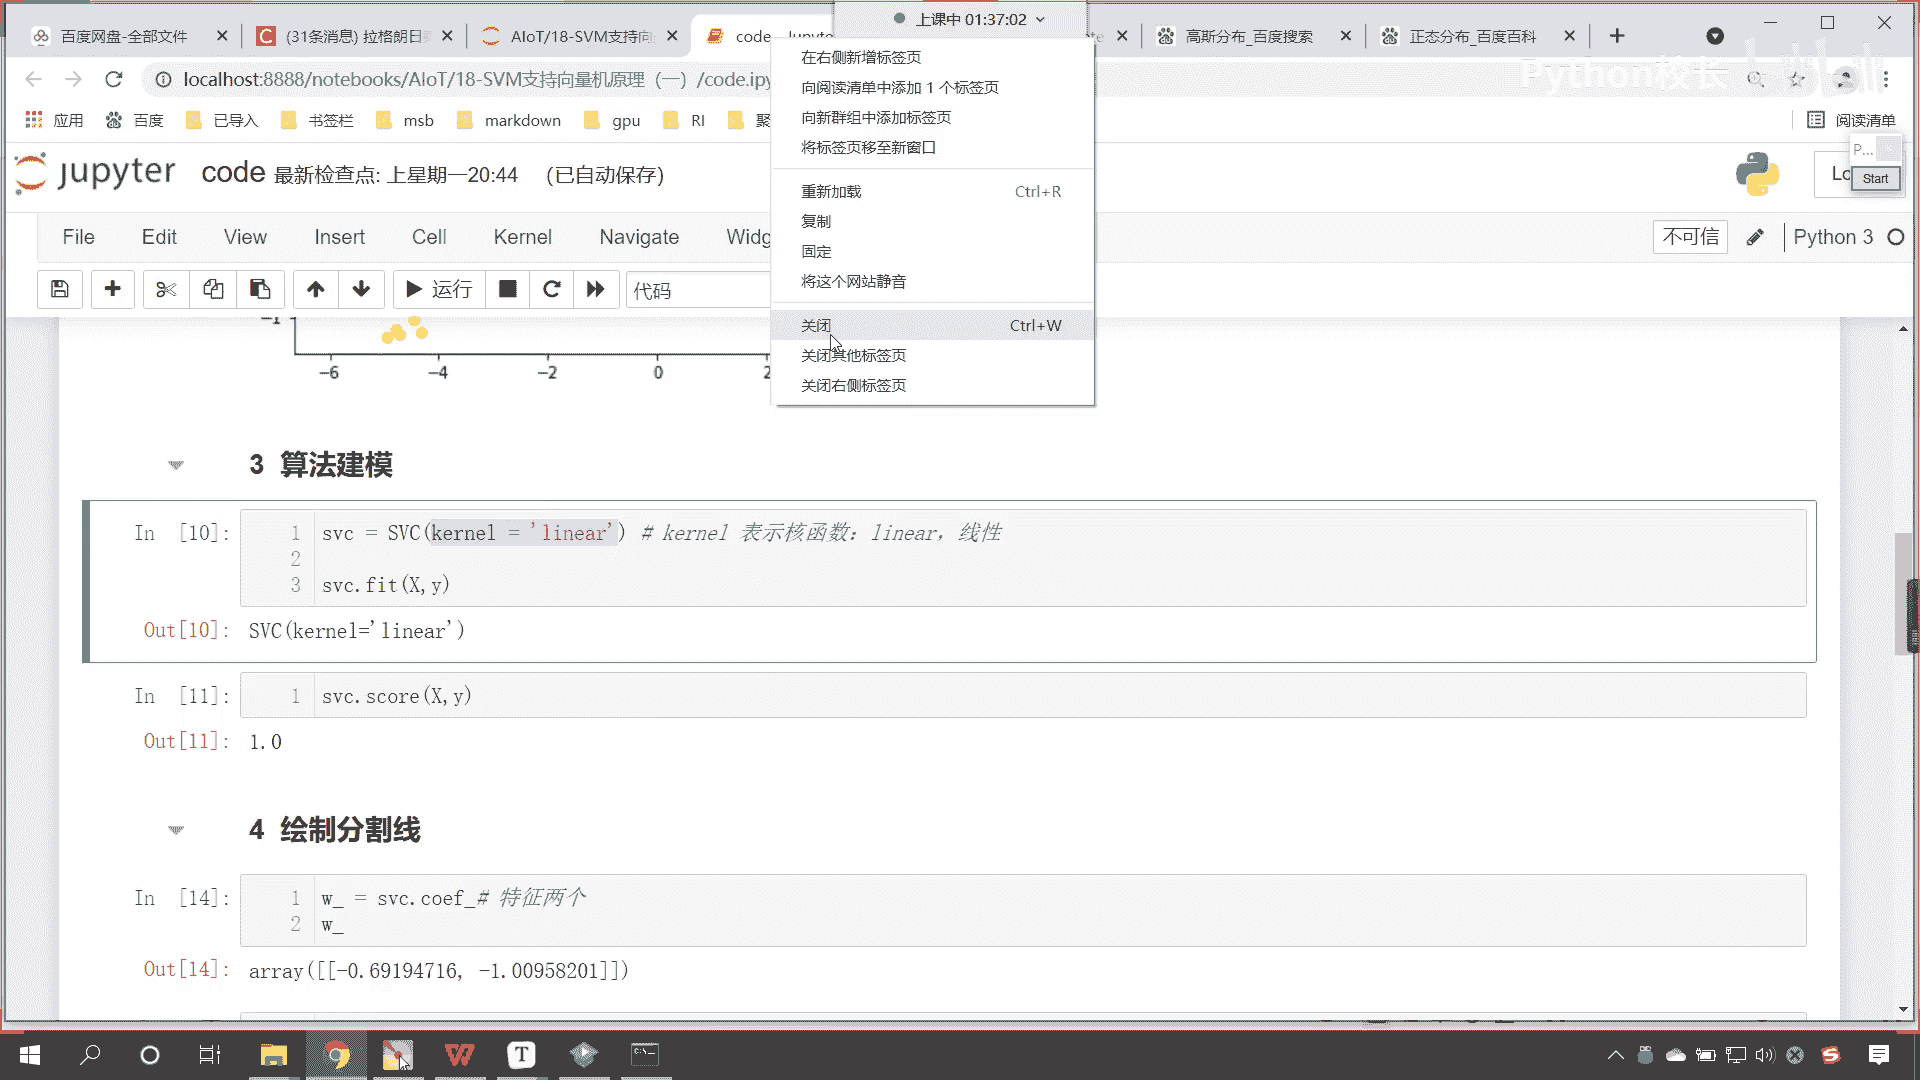 上课中 01:37:02
百度网盘-全部文件
(31条消息) 拉格朗日
AIoT/18-SVM支持向
code
高斯分布_百度搜索
正态分布_百度百科
localhost:8888/notebooks/AIoT/18-SVM支持向量机原理（一）/code.ipy
Python校长
应用
百度
已导入
书签栏
msb
markdown
gpu
RI
聚
阅读清单
在右侧新增标签页
向阅读清单中添加 1 个标签页
向新群组中添加标签页
将标签页移至新窗口
重新加载 Ctrl+R
复制
固定
将这个网站静音
关闭 Ctrl+W
关闭其他标签页
关闭右侧标签页
jupyter code 最新检查点: 上星期一20:44 (已自动保存)
P...
Start
File Edit View Insert Cell Kernel Navigate
不可信
Python 3
运行
代码
−1
−6 −4 −2 0 2
3 算法建模
In [10]:
1 svc = SVC(kernel = 'linear') # kernel 表示核函数: linear, 线性
2
3 svc.fit(X,y)
Out[10]: SVC(kernel='linear')
In [11]:
1 svc.score(X,y)
Out[11]: 1.0
4 绘制分割线
In [14]:
1 w_ = svc.coef_# 特征两个
2 w_
Out[14]: array([[-0.69194716, -1.00958201]])